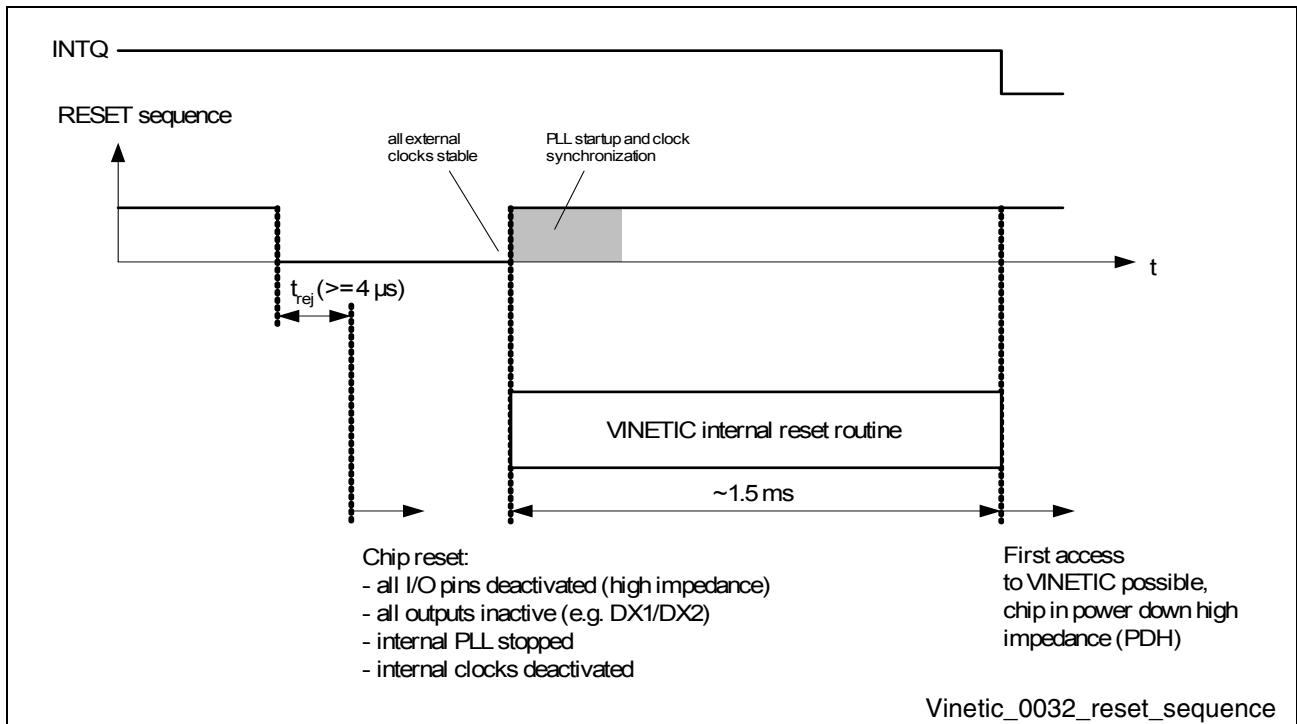 INTQ
RESET sequence
all external
clocks stable
PLL startup and clock
synchronization
t
trej (>= 4 µs)
VINETIC internal reset routine
~1.5 ms
Chip reset:
- all I/O pins deactivated (high impedance)
- all outputs inactive (e.g. DX1/DX2)
- internal PLL stopped
- internal clocks deactivated
First access
to VINETIC possible,
chip in power down high
impedance (PDH)
Vinetic_0032_reset_sequence